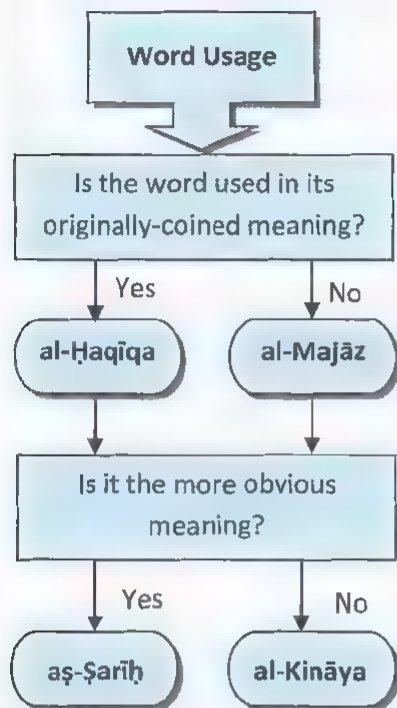 Word Usage
Is the word used in its
originally-coined meaning?
Yes
No
al-Ḥaqīqa
al-Majāz
Is it the more obvious
meaning?
Yes
No
aṣ-Ṣarīḥ
al-Kināya